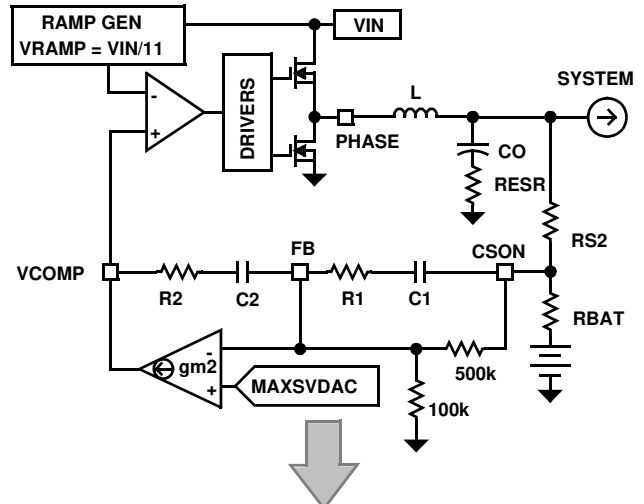 RAMP GEN
VRAMP = VIN/11
VIN
-
+
DRIVERS
PHASE
L
SYSTEM
CO
RESR
RS2
VCOMP
R2
C2
FB
R1
C1
CSON
RBAT
gm2
-
+
MAXSVDAC
500k
100k